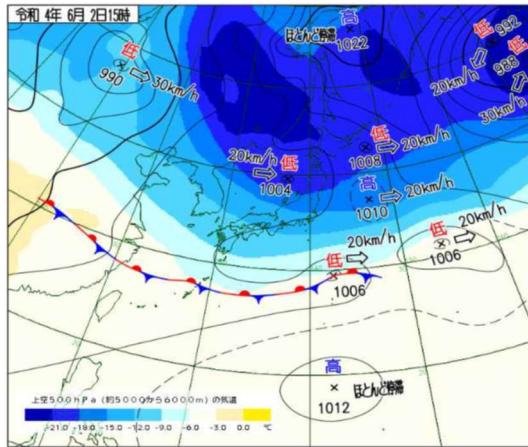 令和 4年 6月 2日15時
高
ほとんど停滞
1022
低
990
30km/h
992
低
988
20km/h
30km/h
低
1008
20km/h
20km/h
低
1004
高
1010
20km/h
低
1006
20km/h
低
1006
20km/h
高
1012
ほとんど停滞
上空500hPa(約5000から6000m)の気温
-21.0 -18.0 -15.0 -12.0 -9.0 -6.0 -3.0 0.0 ℃